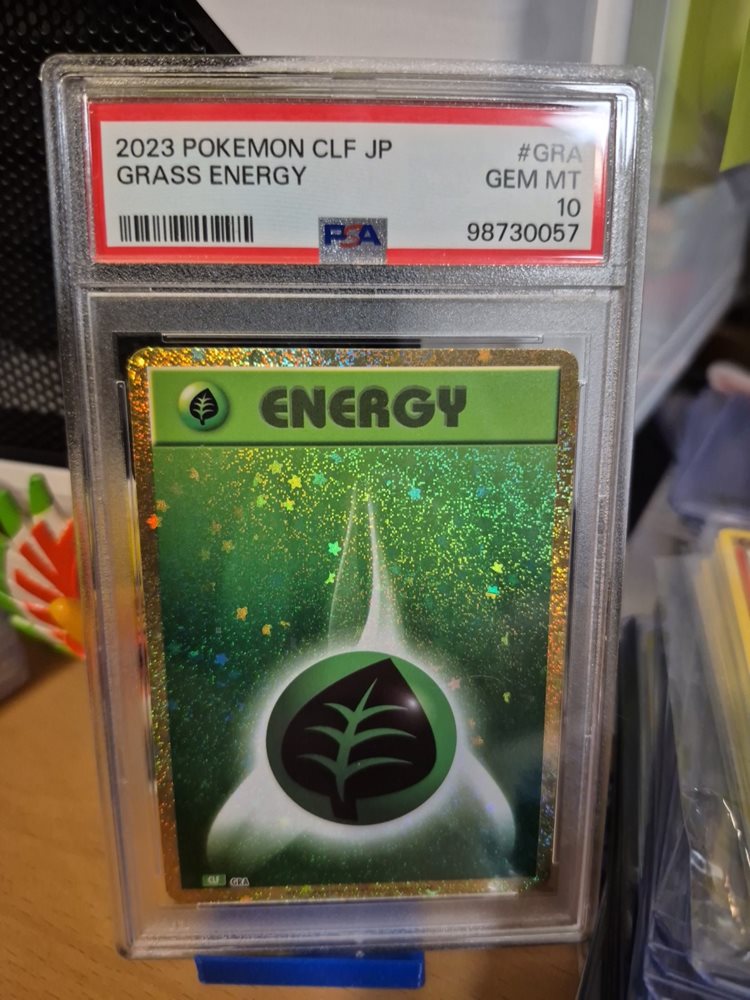 2023 POKEMON CLF JP #GRA
GRASS ENERGY GEM MT
10
PSA 98730057
ENERGY
CLF GRA